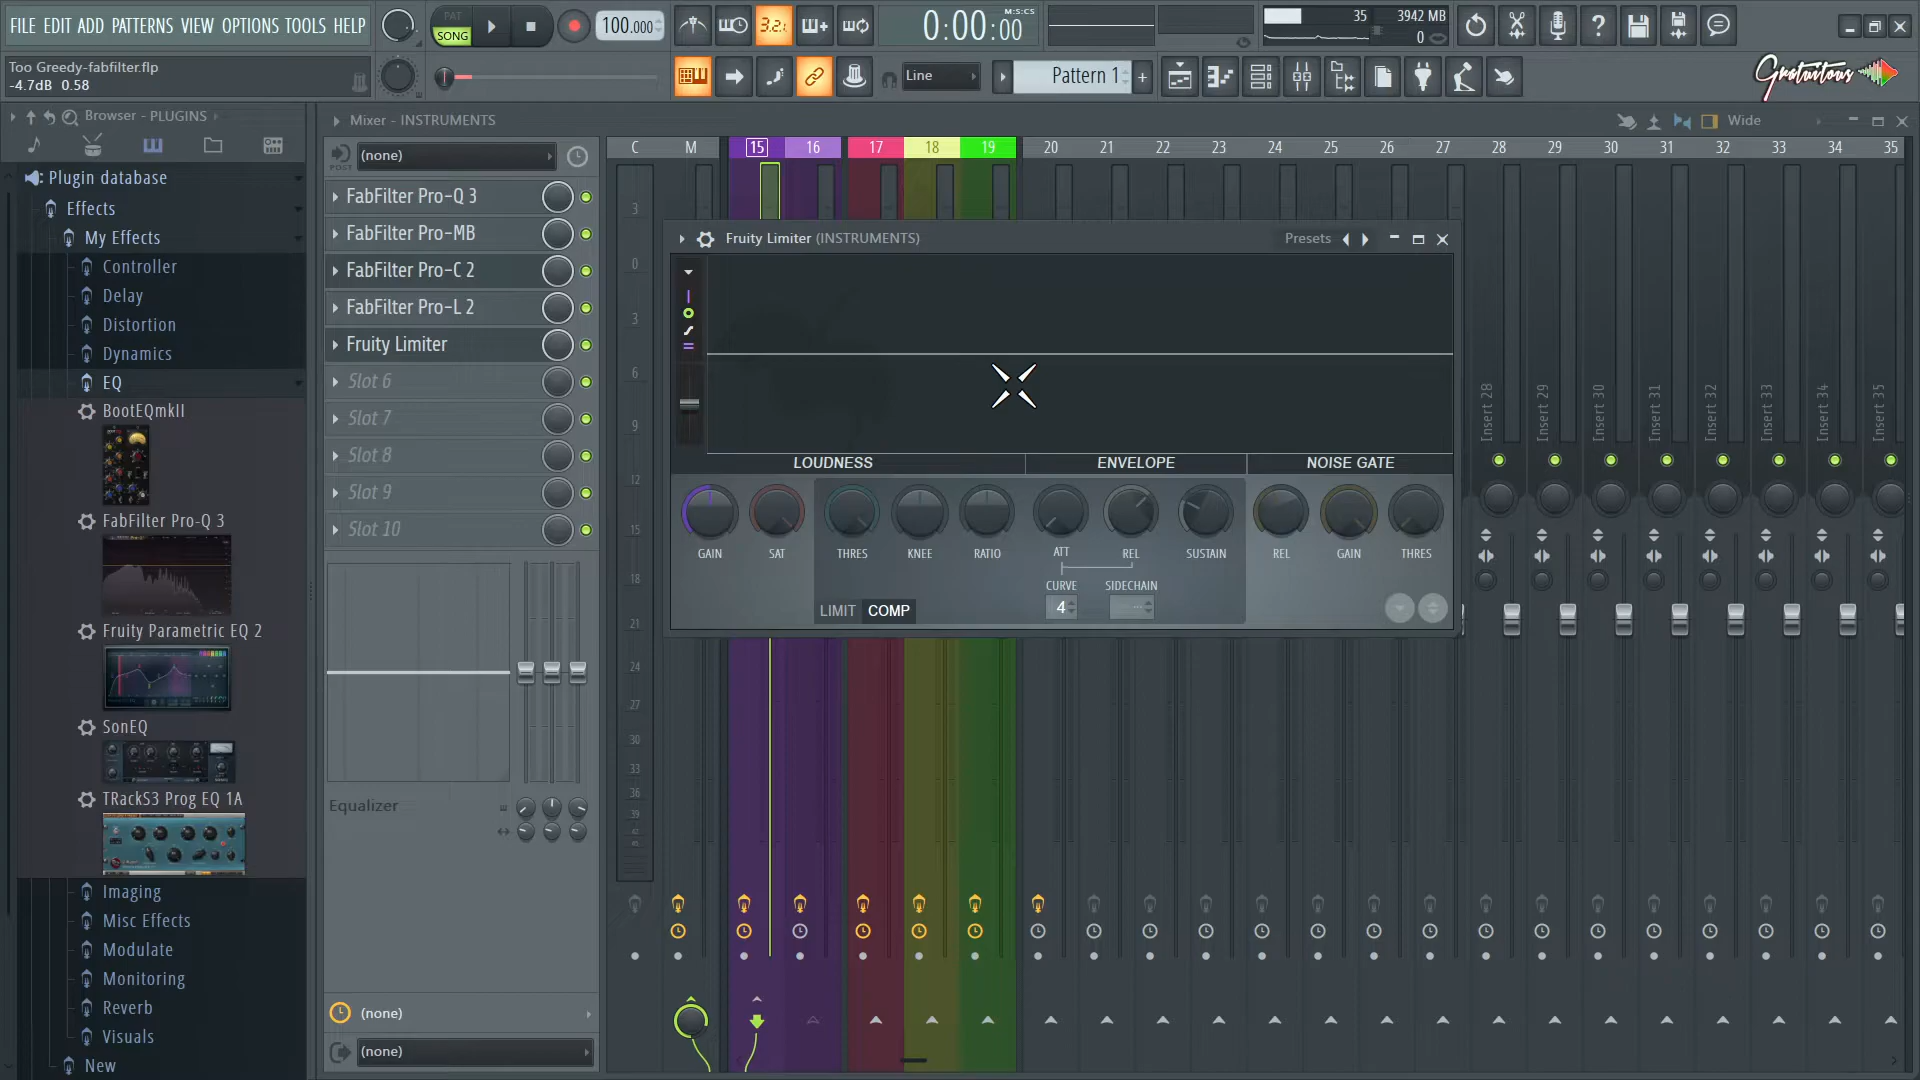 FILE EDIT ADD PATTERNS VIEW OPTIONS TOOLS HELP
PAT
SONG
100.000
3.2.
0:00:00
M:S:CS
35
3942 MB
0
Too Greedy-fabfilter.flp
-4.7dB 0.58
Line
Pattern 1
+
Gratuitous
Browser - PLUGINS
Mixer - INSTRUMENTS
Wide
Plugin database
Effects
My Effects
Controller
Delay
Distortion
Dynamics
EQ
BootEQmkII
FabFilter Pro-Q 3
Fruity Parametric EQ 2
SonEQ
TRackS3 Prog EQ 1A
Imaging
Misc Effects
Modulate
Monitoring
Reverb
Visuals
New
POST
(none)
FabFilter Pro-Q 3
FabFilter Pro-MB
FabFilter Pro-C 2
FabFilter Pro-L 2
Fruity Limiter
Slot 6
Slot 7
Slot 8
Slot 9
Slot 10
Equalizer
(none)
(none)
C M 15 16 17 18 19 20 21 22 23 24 25 26 27 28 29 30 31 32 33 34 35
3
0
3
6
9
12
15
18
21
24
27
30
33
36
39
Fruity Limiter (INSTRUMENTS)
Presets
LOUDNESS ENVELOPE NOISE GATE
GAIN SAT THRES KNEE RATIO ATT REL SUSTAIN REL GAIN THRES
CURVE SIDECHAIN
LIMIT COMP 4 ---
Insert 28
Insert 29
Insert 30
Insert 31
Insert 32
Insert 33
Insert 34
Insert 35